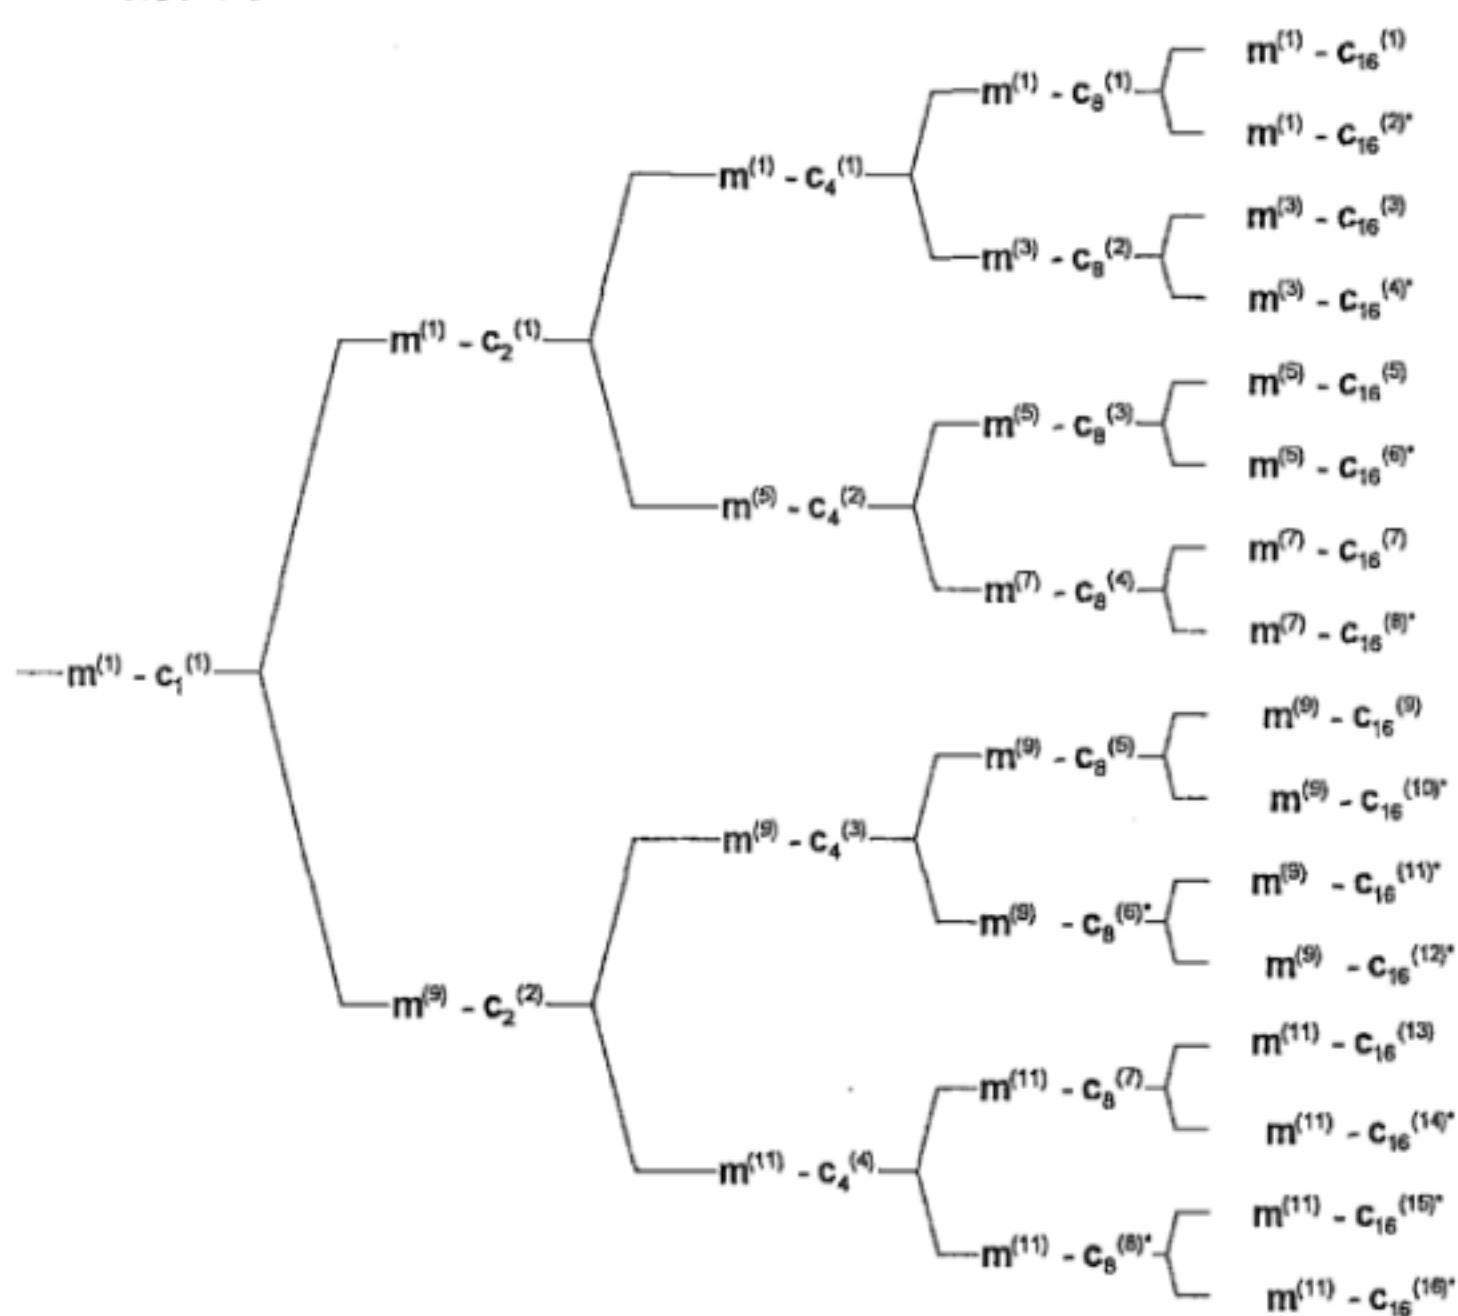 m⁽¹⁾ - c₁₆⁽¹⁾
m⁽¹⁾ - c₈⁽¹⁾
m⁽¹⁾ - c₁₆⁽²⁾*
m⁽¹⁾ - c₄⁽¹⁾
m⁽³⁾ - c₁₆⁽³⁾
m⁽³⁾ - c₈⁽²⁾
m⁽³⁾ - c₁₆⁽⁴⁾*
m⁽¹⁾ - c₂⁽¹⁾
m⁽⁵⁾ - c₁₆⁽⁵⁾
m⁽⁵⁾ - c₈⁽³⁾
m⁽⁵⁾ - c₁₆⁽⁶⁾*
m⁽⁵⁾ - c₄⁽²⁾
m⁽⁷⁾ - c₁₆⁽⁷⁾
m⁽⁷⁾ - c₈⁽⁴⁾
m⁽⁷⁾ - c₁₆⁽⁸⁾*
m⁽¹⁾ - c₁⁽¹⁾
m⁽⁹⁾ - c₁₆⁽⁹⁾
m⁽⁹⁾ - c₈⁽⁵⁾
m⁽⁹⁾ - c₁₆⁽¹⁰⁾*
m⁽⁹⁾ - c₄⁽³⁾
m⁽⁹⁾ - c₁₆⁽¹¹⁾*
m⁽⁹⁾ - c₈⁽⁶⁾*
m⁽⁹⁾ - c₁₆⁽¹²⁾*
m⁽⁹⁾ - c₂⁽²⁾
m⁽¹¹⁾ - c₁₆⁽¹³⁾
m⁽¹¹⁾ - c₈⁽⁷⁾
m⁽¹¹⁾ - c₁₆⁽¹⁴⁾*
m⁽¹¹⁾ - c₄⁽⁴⁾
m⁽¹¹⁾ - c₁₆⁽¹⁵⁾*
m⁽¹¹⁾ - c₈⁽⁸⁾*
m⁽¹¹⁾ - c₁₆⁽¹⁶⁾*